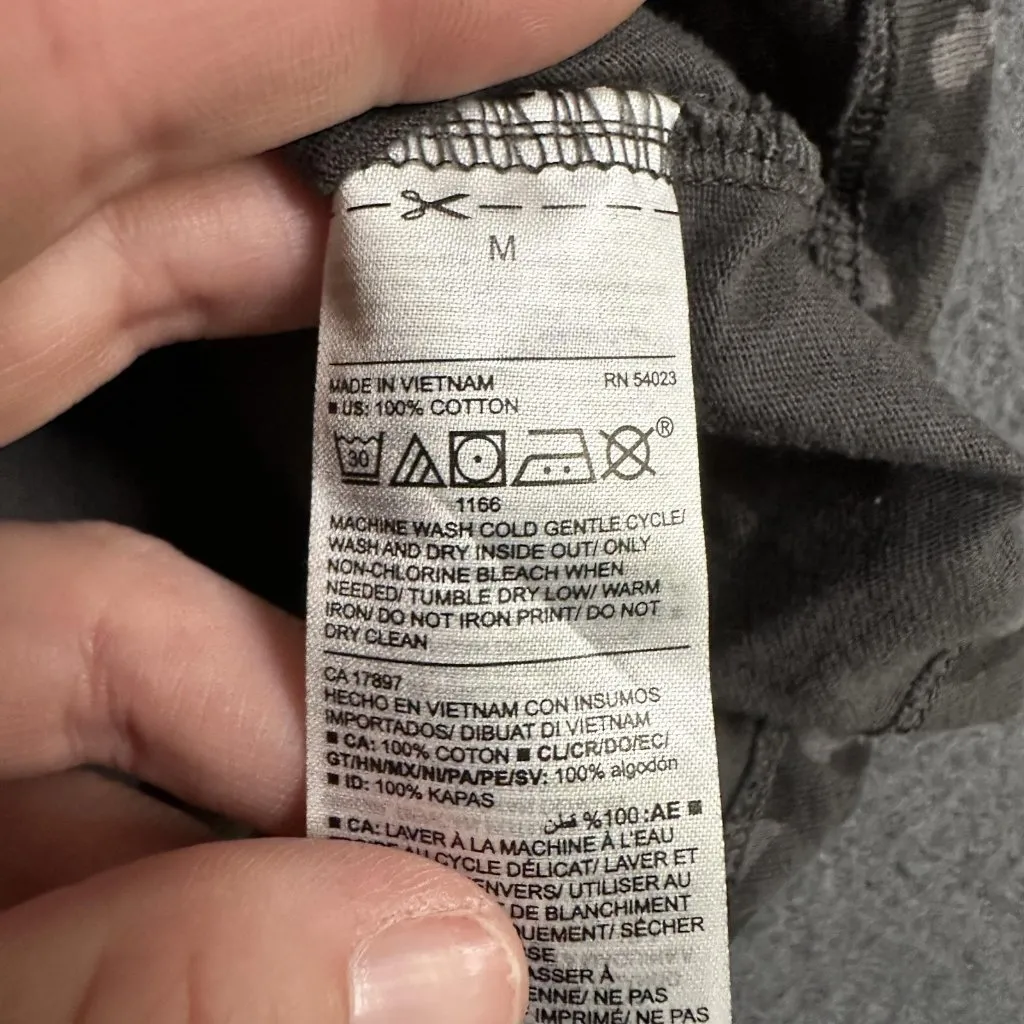 M
MADE IN VIETNAM RN 54023
■ US: 100% COTTON
30 ®
1166
MACHINE WASH COLD GENTLE CYCLE/
WASH AND DRY INSIDE OUT/ ONLY
NON-CHLORINE BLEACH WHEN
NEEDED/ TUMBLE DRY LOW/ WARM
IRON/ DO NOT IRON PRINT/ DO NOT
DRY CLEAN
CA 17897
HECHO EN VIETNAM CON INSUMOS
IMPORTADOS/ DIBUAT DI VIETNAM
■ CA: 100% COTON ■ CL/CR/DO/EC/
GT/HN/MX/NI/PA/PE/SV: 100% algodón
■ ID: 100% KAPAS
■ AE: 100% قطن
■ CA: LAVER À LA MACHINE À L'EAU
AU CYCLE DÉLICAT/ LAVER ET
UTILISER AU
DE BLANCHIMENT
SÉCHER
À
NE PAS
IMPRIMÉ/ NE PAS